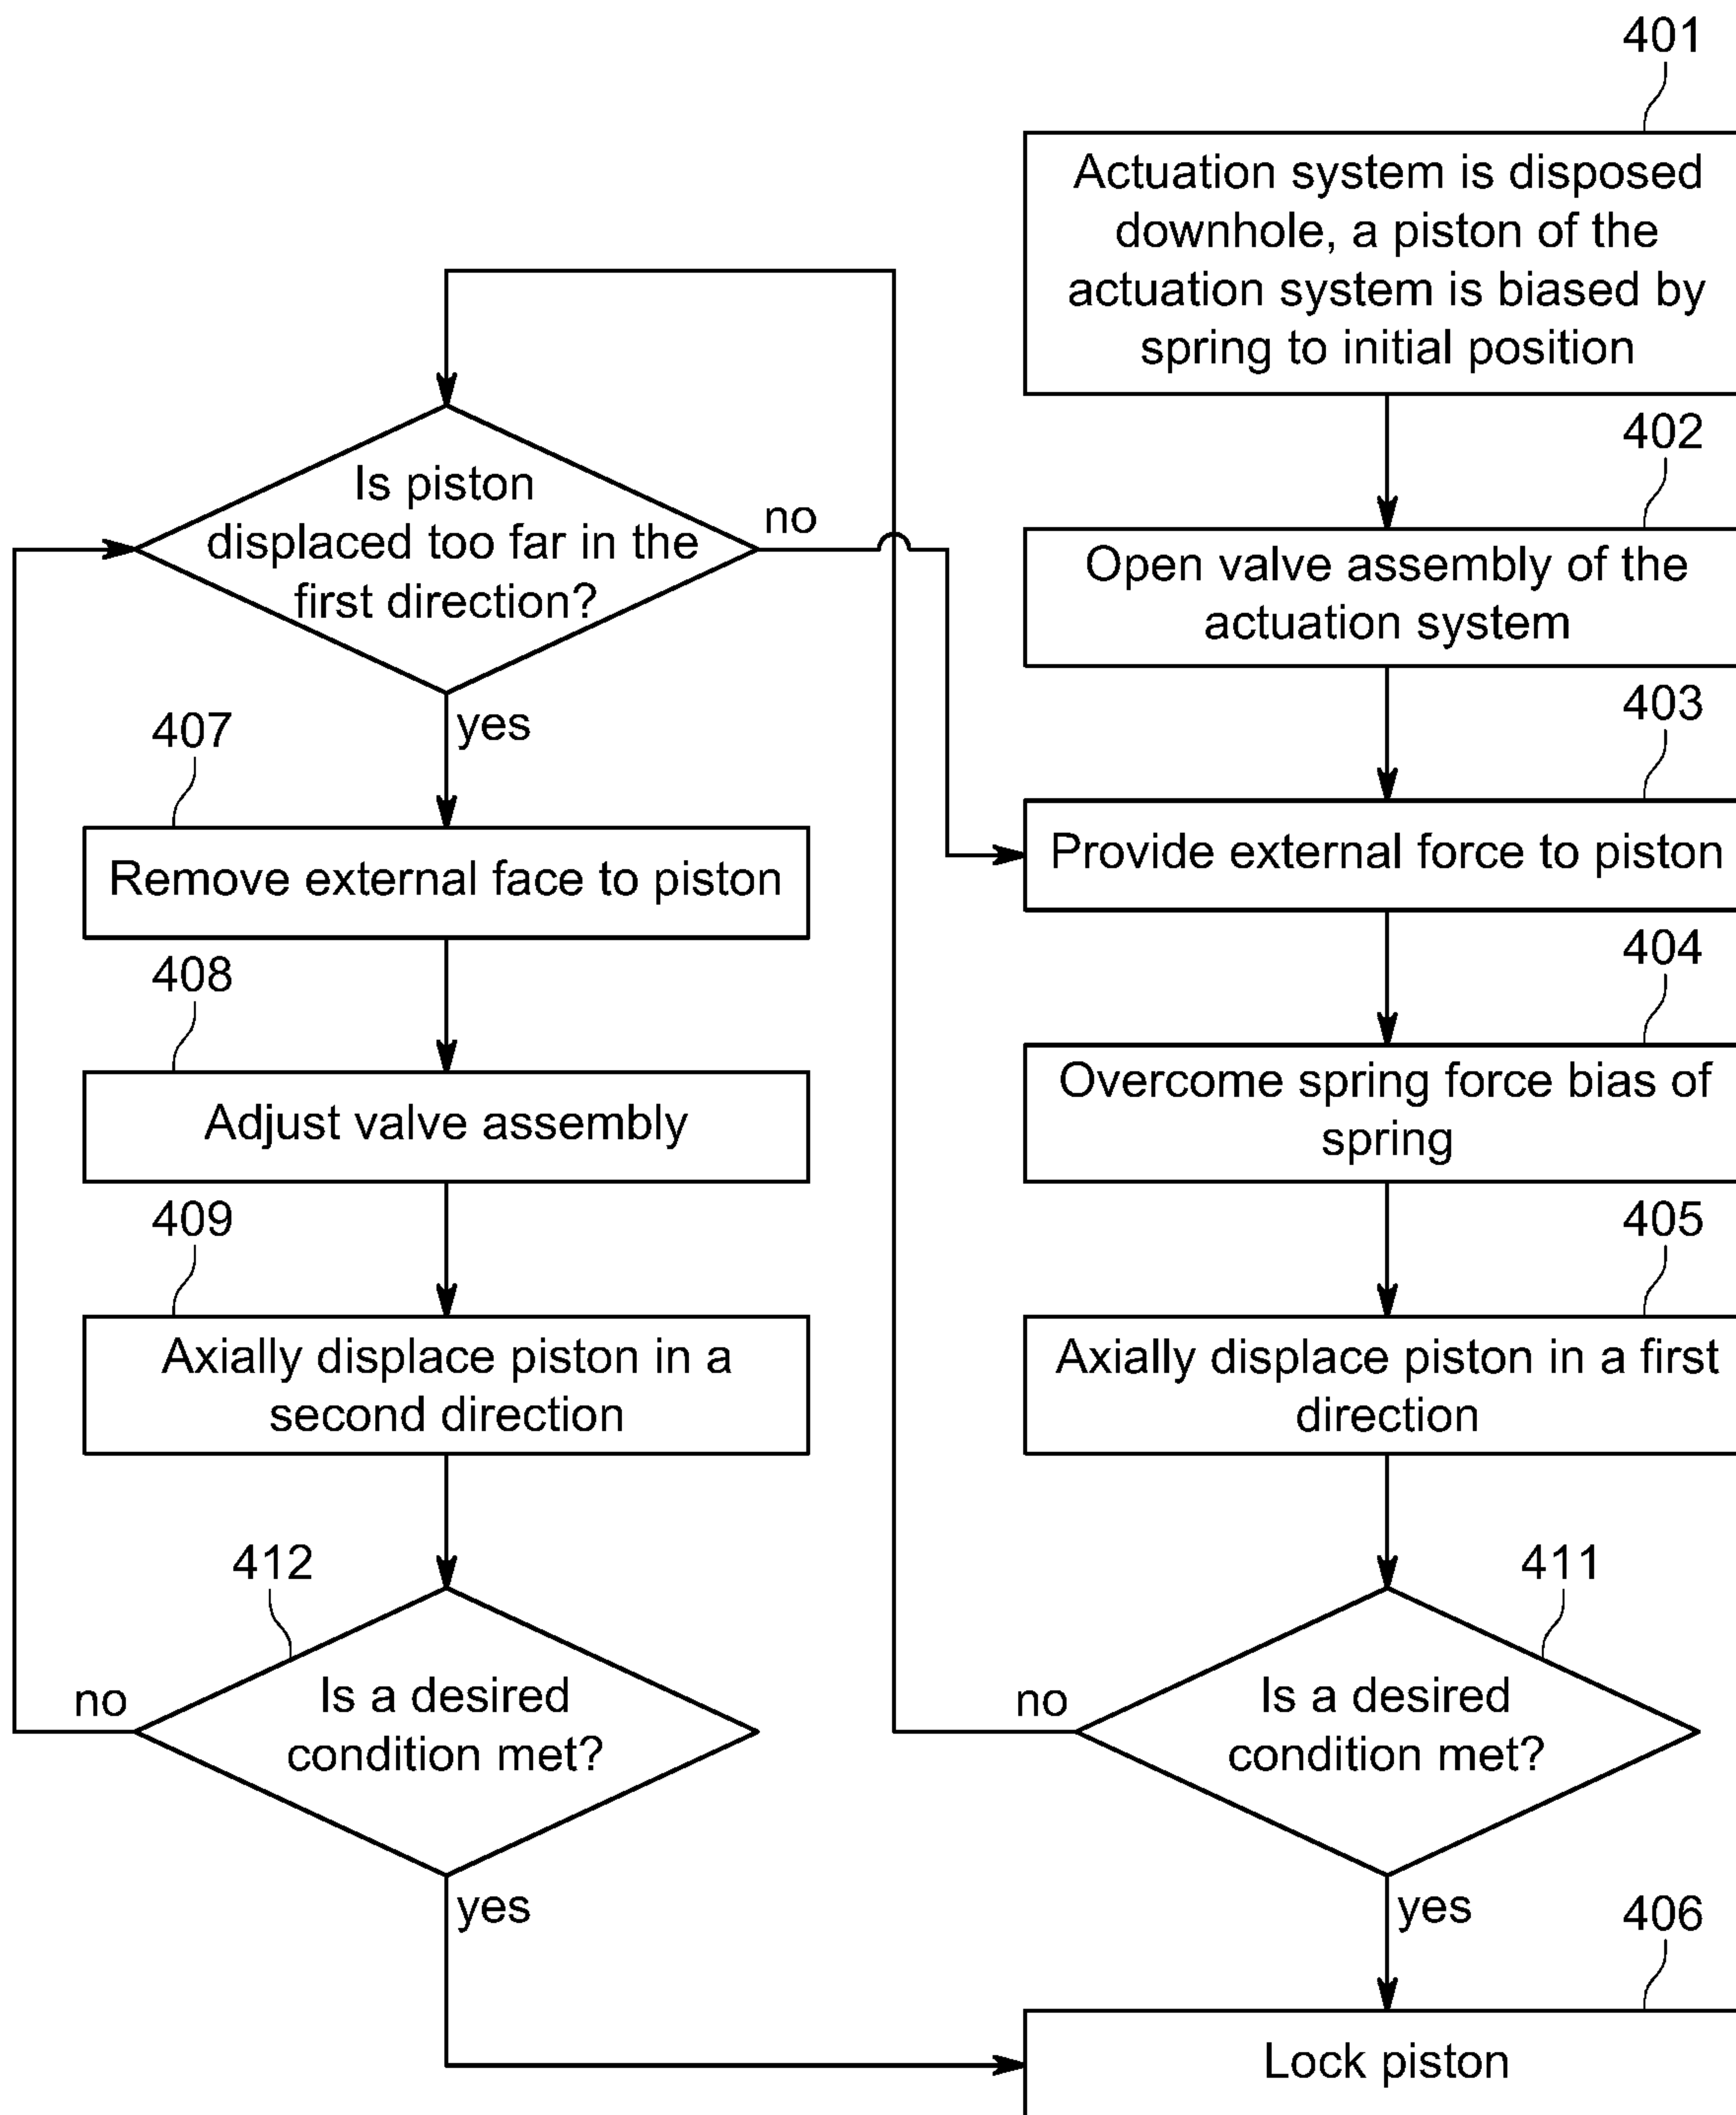 401
Actuation system is disposed
downhole, a piston of the
actuation system is biased by
spring to initial position
402
Open valve assembly of the
actuation system
403
Provide external force to piston
404
Overcome spring force bias of
spring
405
Axially displace piston in a first
direction
411
Is a desired
condition met?
no
yes
406
Lock piston
Is piston
displaced too far in the
first direction?
no
yes
407
Remove external face to piston
408
Adjust valve assembly
409
Axially displace piston in a
second direction
412
Is a desired
condition met?
no
yes